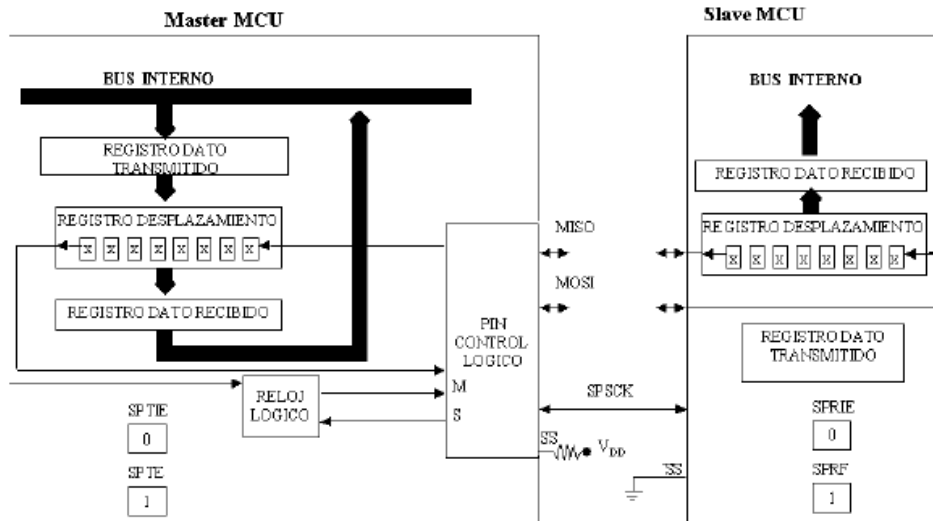 Master MCU
Slave MCU
BUS INTERNO
REGISTRO DATO
TRANSMITIDO
REGISTRO DESPLAZAMIENTO
x x x x x x x x
REGISTRO DATO RECIBIDO
SPTIE
0
SPTE
1
RELOJ
LOGICO
PIN
CONTROL
LOGICO
M
S
MISO
MOSI
SPSCK
SS
VDD
SS
BUS INTERNO
REGISTRO DATO RECIBIDO
REGISTRO DESPLAZAMIENTO
x x x x x x x x
REGISTRO DATO
TRANSMITIDO
SPRIE
0
SPRF
1